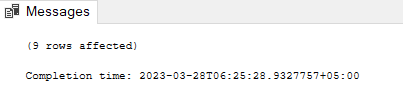 Messages
(9 rows affected)
Completion time: 2023-03-28T06:25:28.9327757+05:00